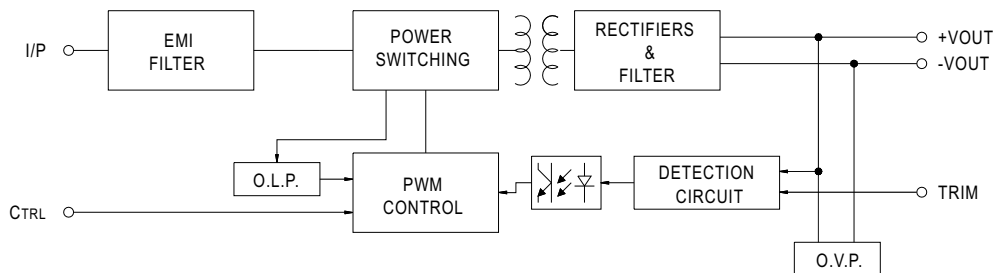 I/P
EMI
FILTER
POWER
SWITCHING
RECTIFIERS
&
FILTER
+VOUT
-VOUT
O.L.P.
PWM
CONTROL
DETECTION
CIRCUIT
TRIM
CTRL
O.V.P.